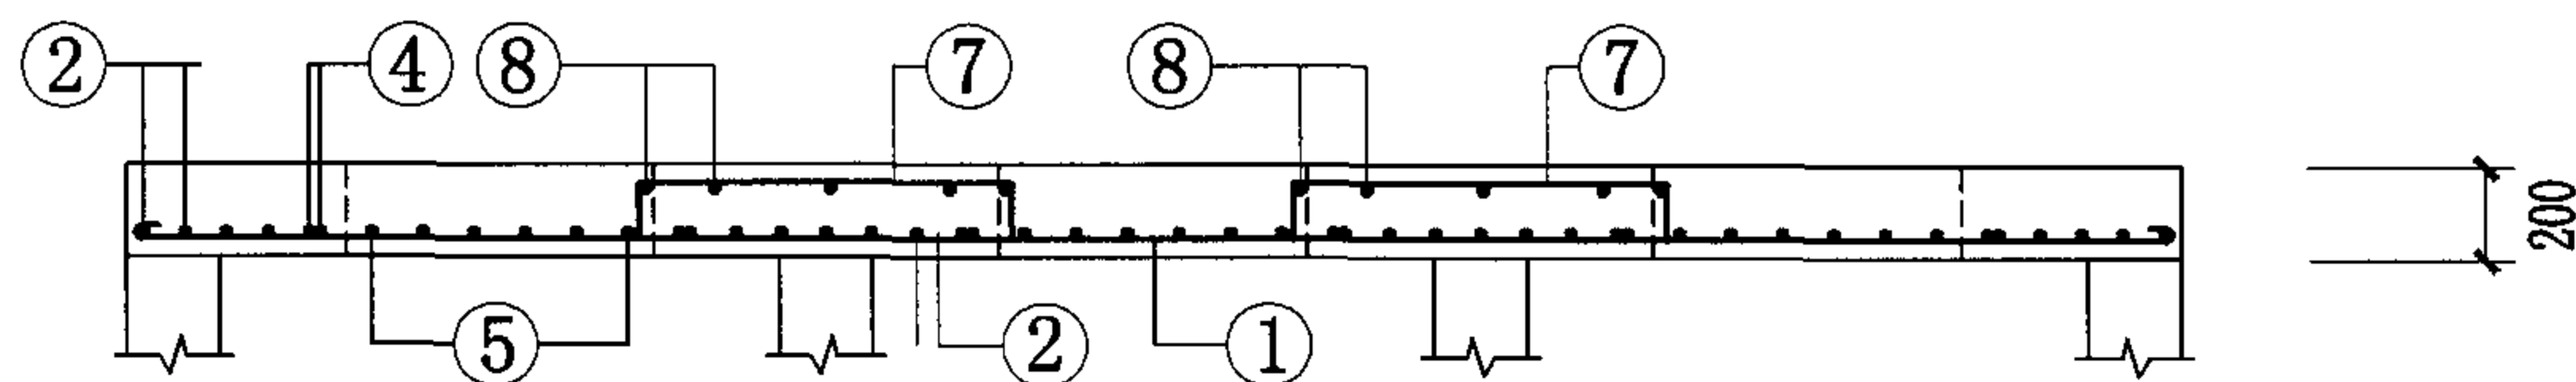 ② ④ ⑧ ⑦ ⑧ ⑦
200
⑤ ② ①